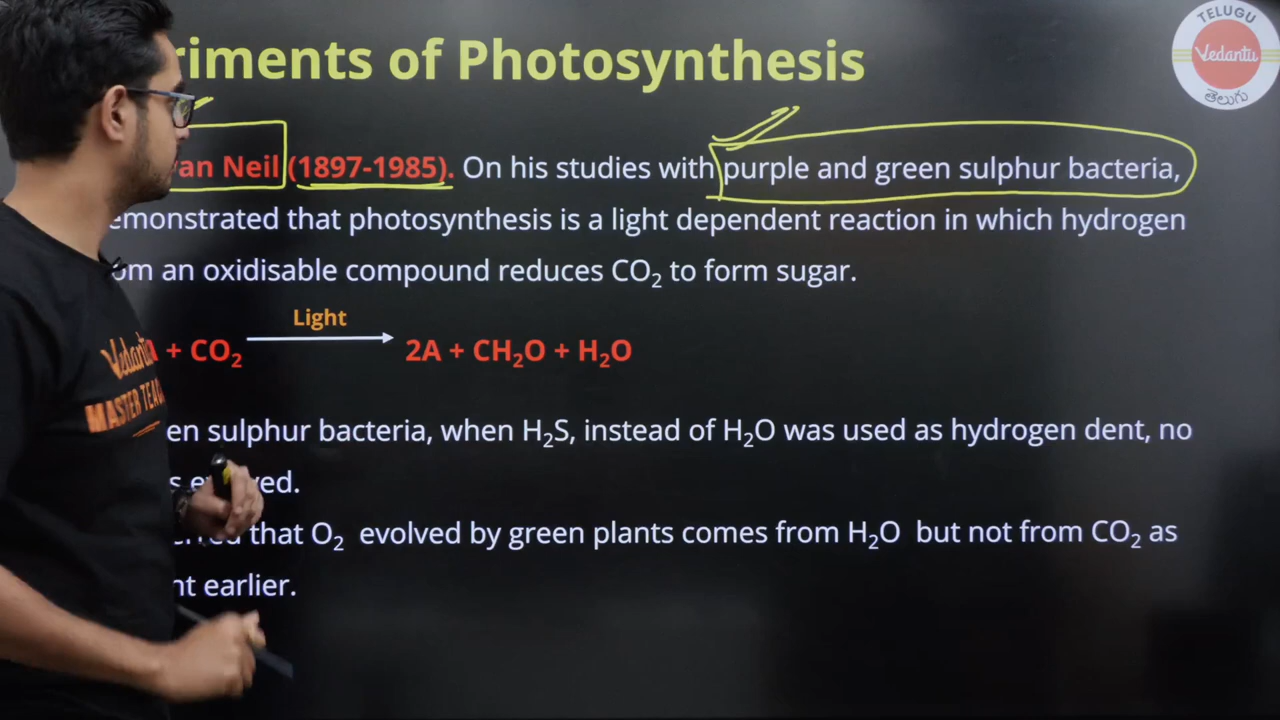 riments of Photosynthesis
TELUGU
Vedantu
తెలుగు
van Neil (1897-1985). On his studies with purple and green sulphur bacteria,
emonstrated that photosynthesis is a light dependent reaction in which hydrogen
om an oxidisable compound reduces CO₂ to form sugar.
Light
+ CO₂ 2A + CH₂O + H₂O
Vedantu
MASTER TEAC
en sulphur bacteria, when H₂S, instead of H₂O was used as hydrogen dent, no
that O₂ evolved by green plants comes from H₂O but not from CO₂ as
nt earlier.